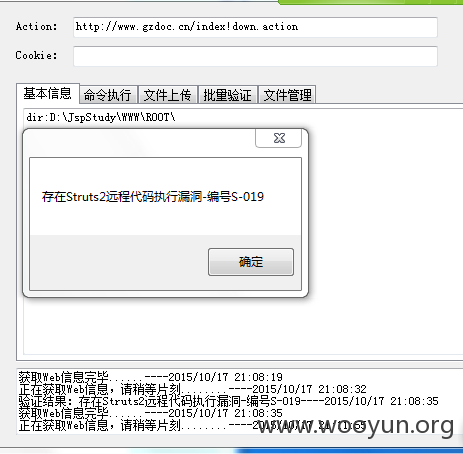 Action: http://www.gzdoc.cn/index!down.action
Cookie:
基本信息 命令执行 文件上传 批量验证 文件管理
dir:D:\JspStudy\WWW\ROOT\
存在Struts2远程代码执行漏洞-编号S-019
确定
获取Web信息完毕......----2015/10/17 21:08:19
正在获取Web信息，请稍等片刻........----2015/10/17 21:08:32
验证结果：存在Struts2远程代码执行漏洞-编号S-019----2015/10/17 21:08:35
获取Web信息完毕......----2015/10/17 21:08:35
正在获取Web信息，请稍等片刻........----2015/10/17
www.wooyun.org